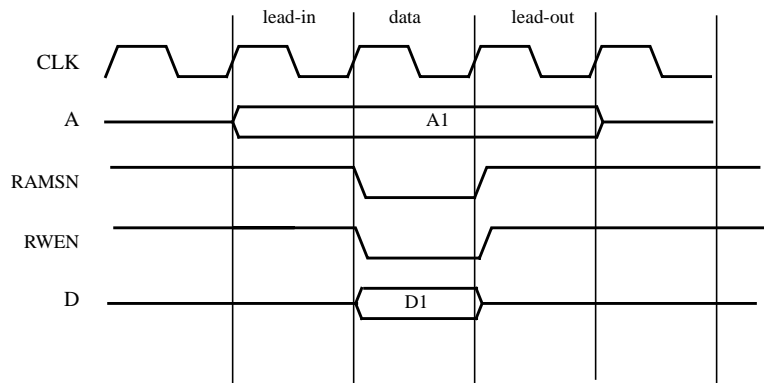 lead-in data lead-out
CLK
A A1
RAMSN
RWEN
D D1